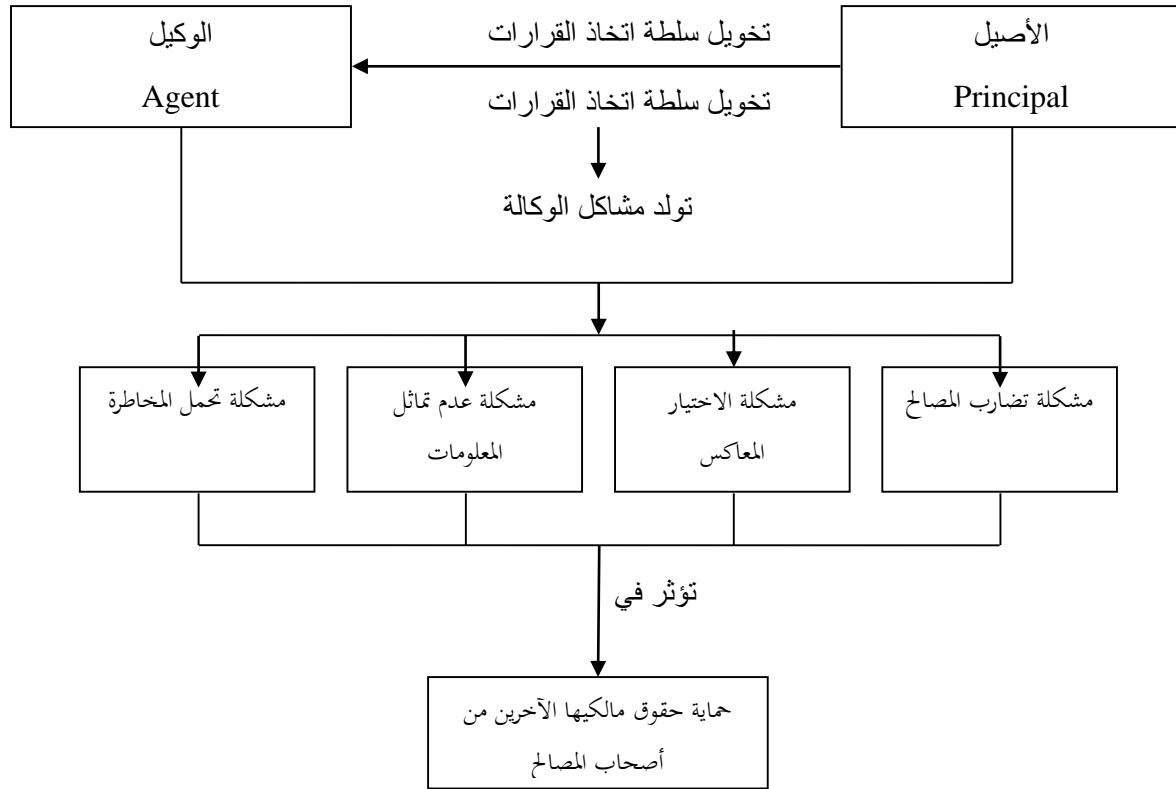 الأصيل
Principal
تخويل سلطة اتخاذ القرارات
تخويل سلطة اتخاذ القرارات
الوكيل
Agent
تولد مشاكل الوكالة
مشكلة تضارب المصالح
مشكلة الاختيار
المعاكس
مشكلة عدم تماثل
المعلومات
مشكلة تحمل المخاطرة
تؤثر في
حماية حقوق مالكيها الآخرين من
أصحاب المصالح